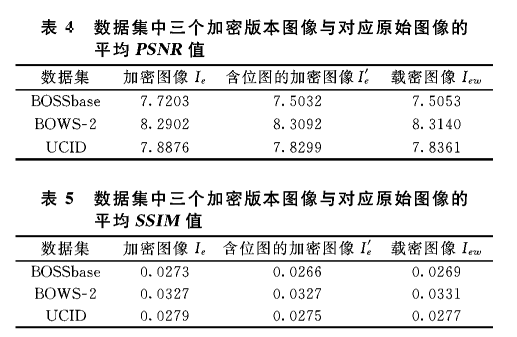 表 4 数据集中三个加密版本图像与对应原始图像的
平均 PSNR 值
数据集 加密图像 Ie 含位图的加密图像 I′e 载密图像 Iew
BOSSbase 7.7203 7.5032 7.5053
BOWS-2 8.2902 8.3092 8.3140
UCID 7.8876 7.8299 7.8361
表 5 数据集中三个加密版本图像与对应原始图像的
平均 SSIM 值
数据集 加密图像 Ie 含位图的加密图像 I′e 载密图像 Iew
BOSSbase 0.0273 0.0266 0.0269
BOWS-2 0.0327 0.0327 0.0331
UCID 0.0279 0.0275 0.0277